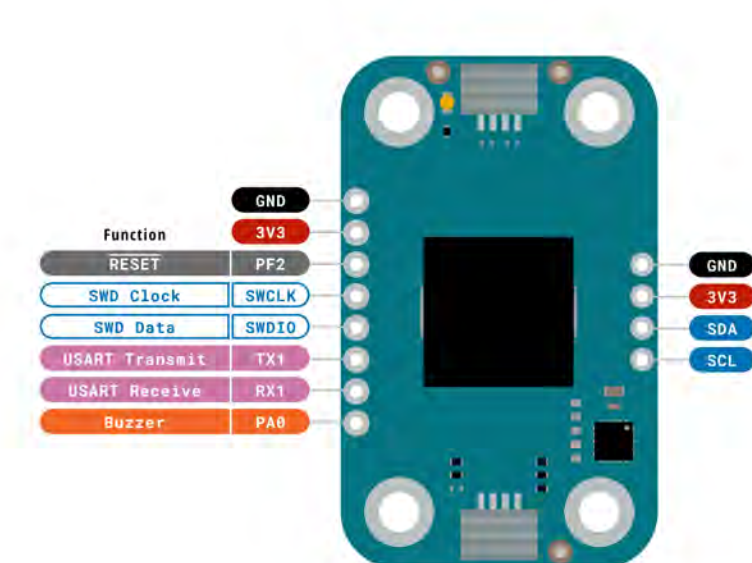 GND
Function 3V3
RESET PF2
SWD Clock SWCLK
SWD Data SWDIO
USART Transmit TX1
USART Receive RX1
Buzzer PA0
GND
3V3
SDA
SCL